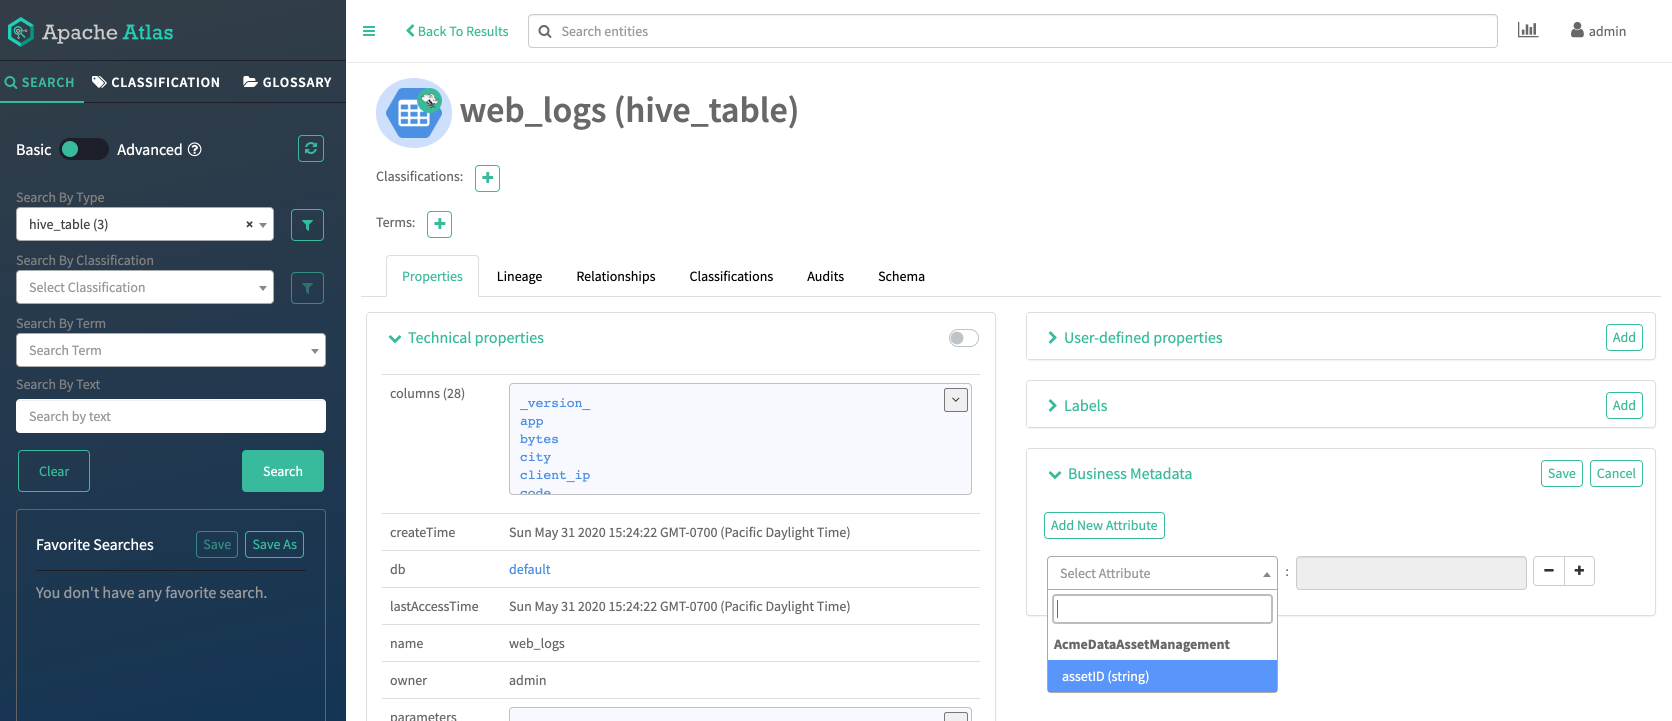 Apache Atlas
SEARCH CLASSIFICATION GLOSSARY
Basic Advanced
Search By Type
hive_table (3) ×
Search By Classification
Select Classification
Search By Term
Search Term
Search By Text
Search by text
Clear Search
Favorite Searches Save Save As
You don't have any favorite search.
Back To Results Search entities admin
web_logs (hive_table)
Classifications:
Terms:
Properties Lineage Relationships Classifications Audits Schema
Technical properties
columns (28)
_version_
app
bytes
city
client_ip
code
createTime Sun May 31 2020 15:24:22 GMT-0700 (Pacific Daylight Time)
db default
lastAccessTime Sun May 31 2020 15:24:22 GMT-0700 (Pacific Daylight Time)
name web_logs
owner admin
parameters
User-defined properties Add
Labels Add
Business Metadata Save Cancel
Add New Attribute
Select Attribute :
AcmeDataAssetManagement
assetID (string)